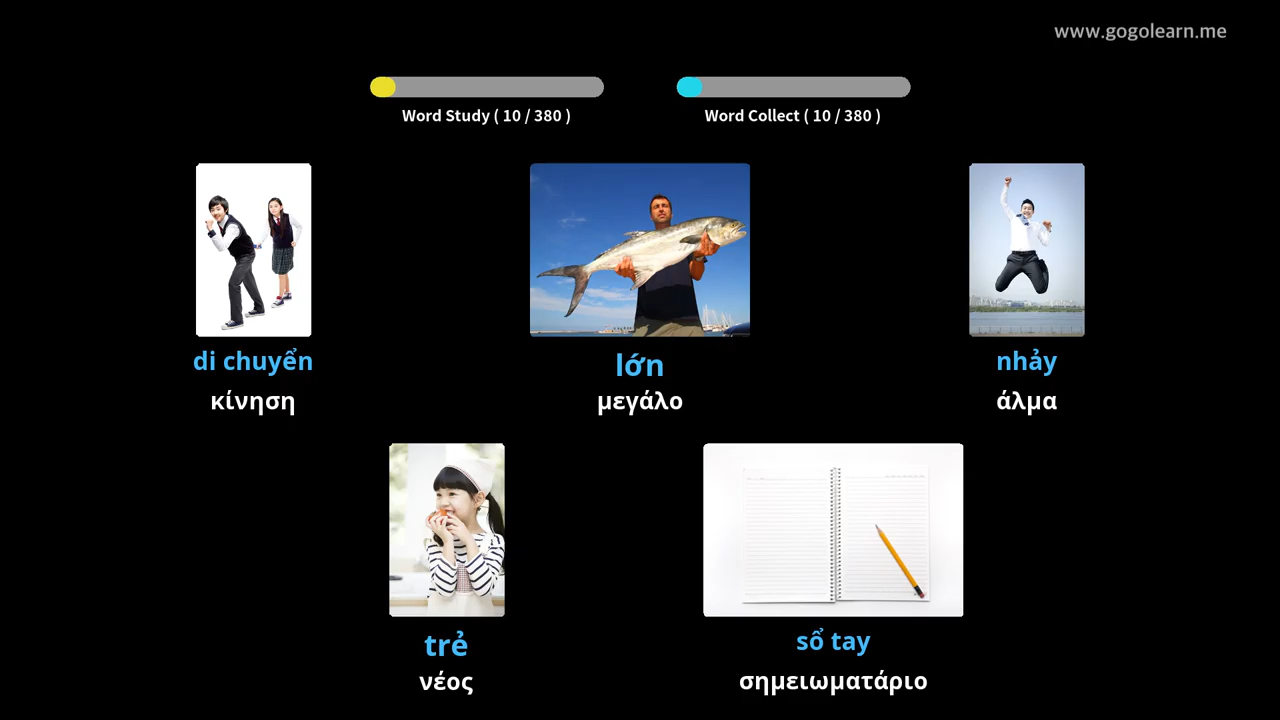 www.gogolearn.me
Word Study ( 10 / 380 )
Word Collect ( 10 / 380 )
di chuyển
κίνηση
lớn
μεγάλο
nhảy
άλμα
trẻ
νέος
sổ tay
σημειωματάριο